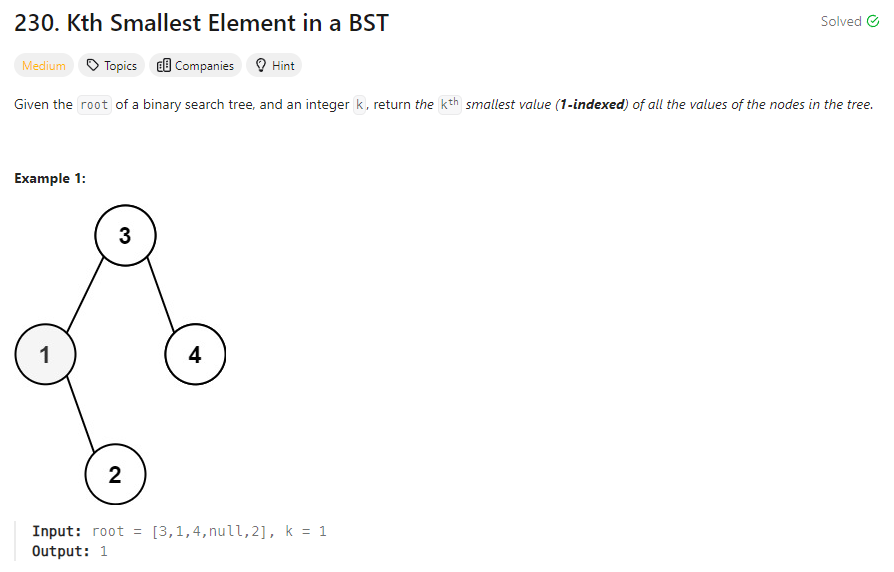 230. Kth Smallest Element in a BST
Solved
Medium Topics Companies Hint
Given the root of a binary search tree, and an integer k, return the kth smallest value (1-indexed) of all the values of the nodes in the tree.
Example 1:
3
1 4
2
Input: root = [3,1,4,null,2], k = 1
Output: 1